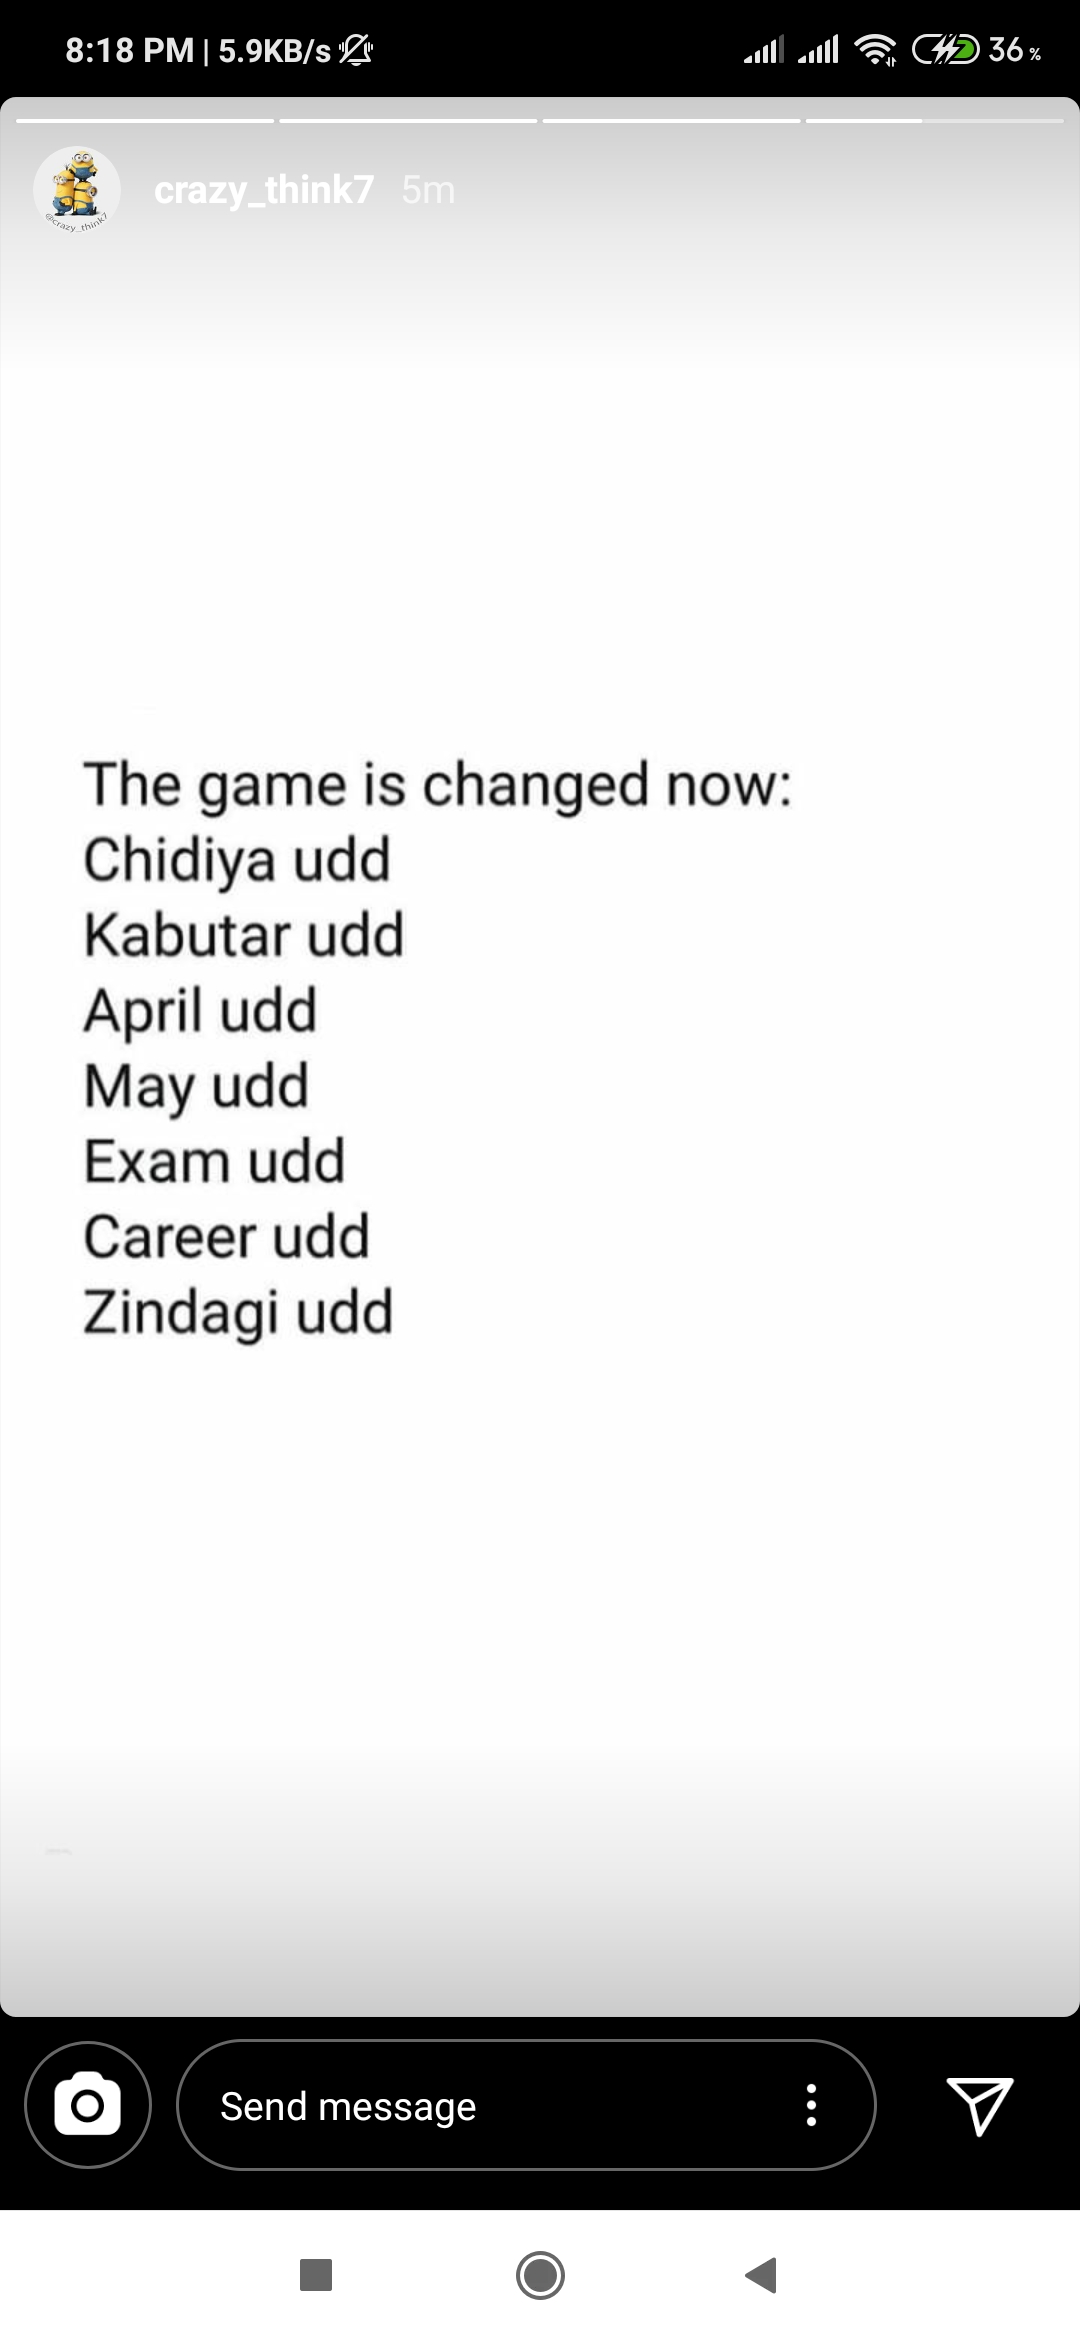 8:18 PM | 5.9KB/s 36 %
crazy_think7 5m
@crazy_think7
The game is changed now:
Chidiya udd
Kabutar udd
April udd
May udd
Exam udd
Career udd
Zindagi udd
Send message